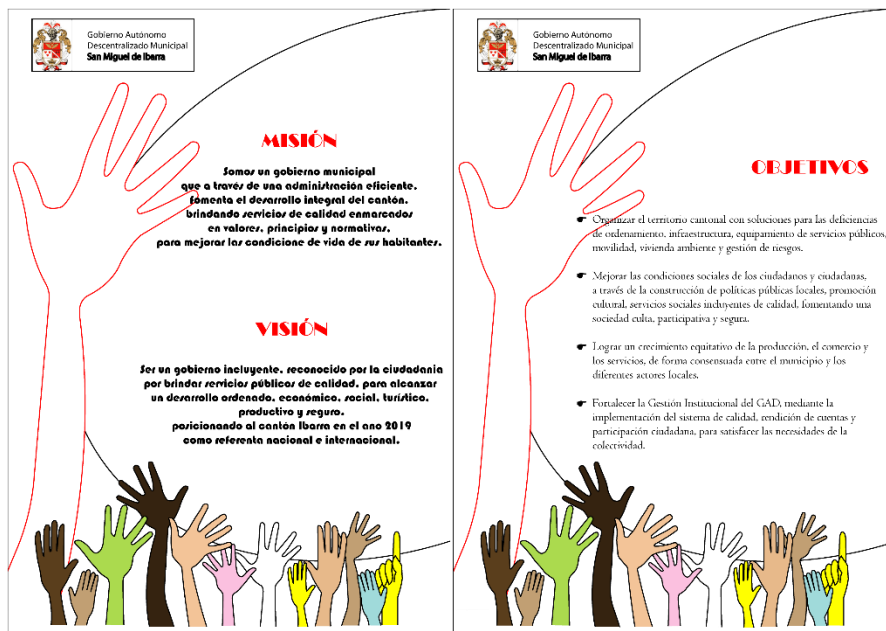 Gobierno Autónomo
Descentralizado Municipal
San Miguel de Ibarra
MISIÓN
Somos un gobierno municipal
que a través de una administración eficiente,
fomenta el desarrollo integral del cantón,
brindando servicios de calidad enmarcados
en valores, principios y normativas,
para mejorar las condicione de vida de sus habitantes.
VISIÓN
Ser un gobierno incluyente, reconocido por la ciudadania
por brindar servicios públicos de calidad, para alcanzar
un desarrollo ordenado, económico, social, turístico,
productivo y seguro,
posicionando al cantón Ibarra en el ano 2019
como referenta nacional e internacional.
Gobierno Autónomo
Descentralizado Municipal
San Miguel de Ibarra
OBJETIVOS
Organizar el territorio cantonal con soluciones para las deficiencias
de ordenamiento, infraestructura, equipamiento de servicios públicos,
movilidad, vivienda ambiente y gestión de riesgos.
Mejorar las condiciones sociales de los ciudadanos y ciudadanas,
a través de la construcción de políticas públicas locales, promoción
cultural, servicios sociales incluyentes de calidad, fomentando una
sociedad culta, participativa y segura.
Lograr un crecimiento equitativo de la producción, el comercio y
los servicios, de forma consensuada entre el municipio y los
diferentes actores locales.
Fortalecer la Gestión Institucional del GAD, mediante la
implementación del sistema de calidad, rendición de cuentas y
participación ciudadana, para satisfacer las necesidades de la
colectividad.